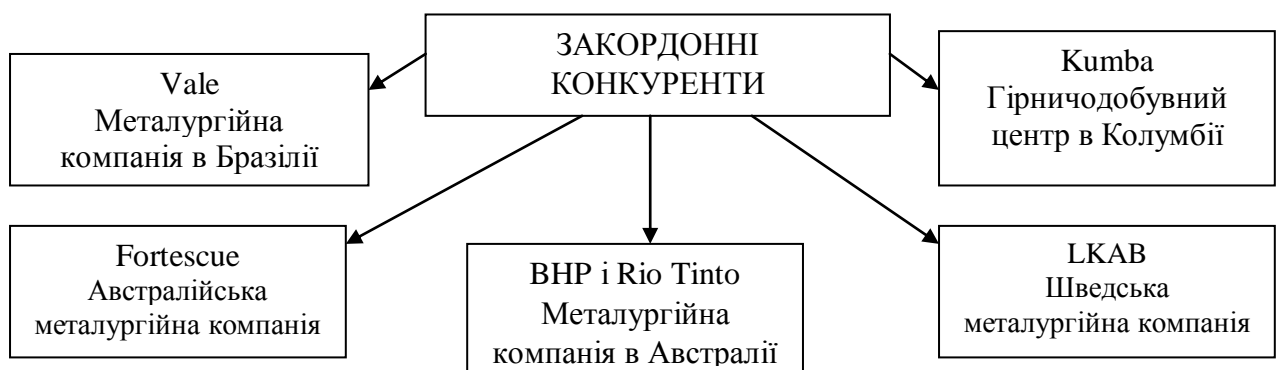 ЗАКОРДОННІ
КОНКУРЕНТИ
Vale
Металургійна
компанія в Бразілії
Kumba
Гірничодобувний
центр в Колумбії
Fortescue
Австралійська
металургійна компанія
BHP і Rio Tinto
Металургійна
компанія в Австралії
LKAB
Шведська
металургійна компанія